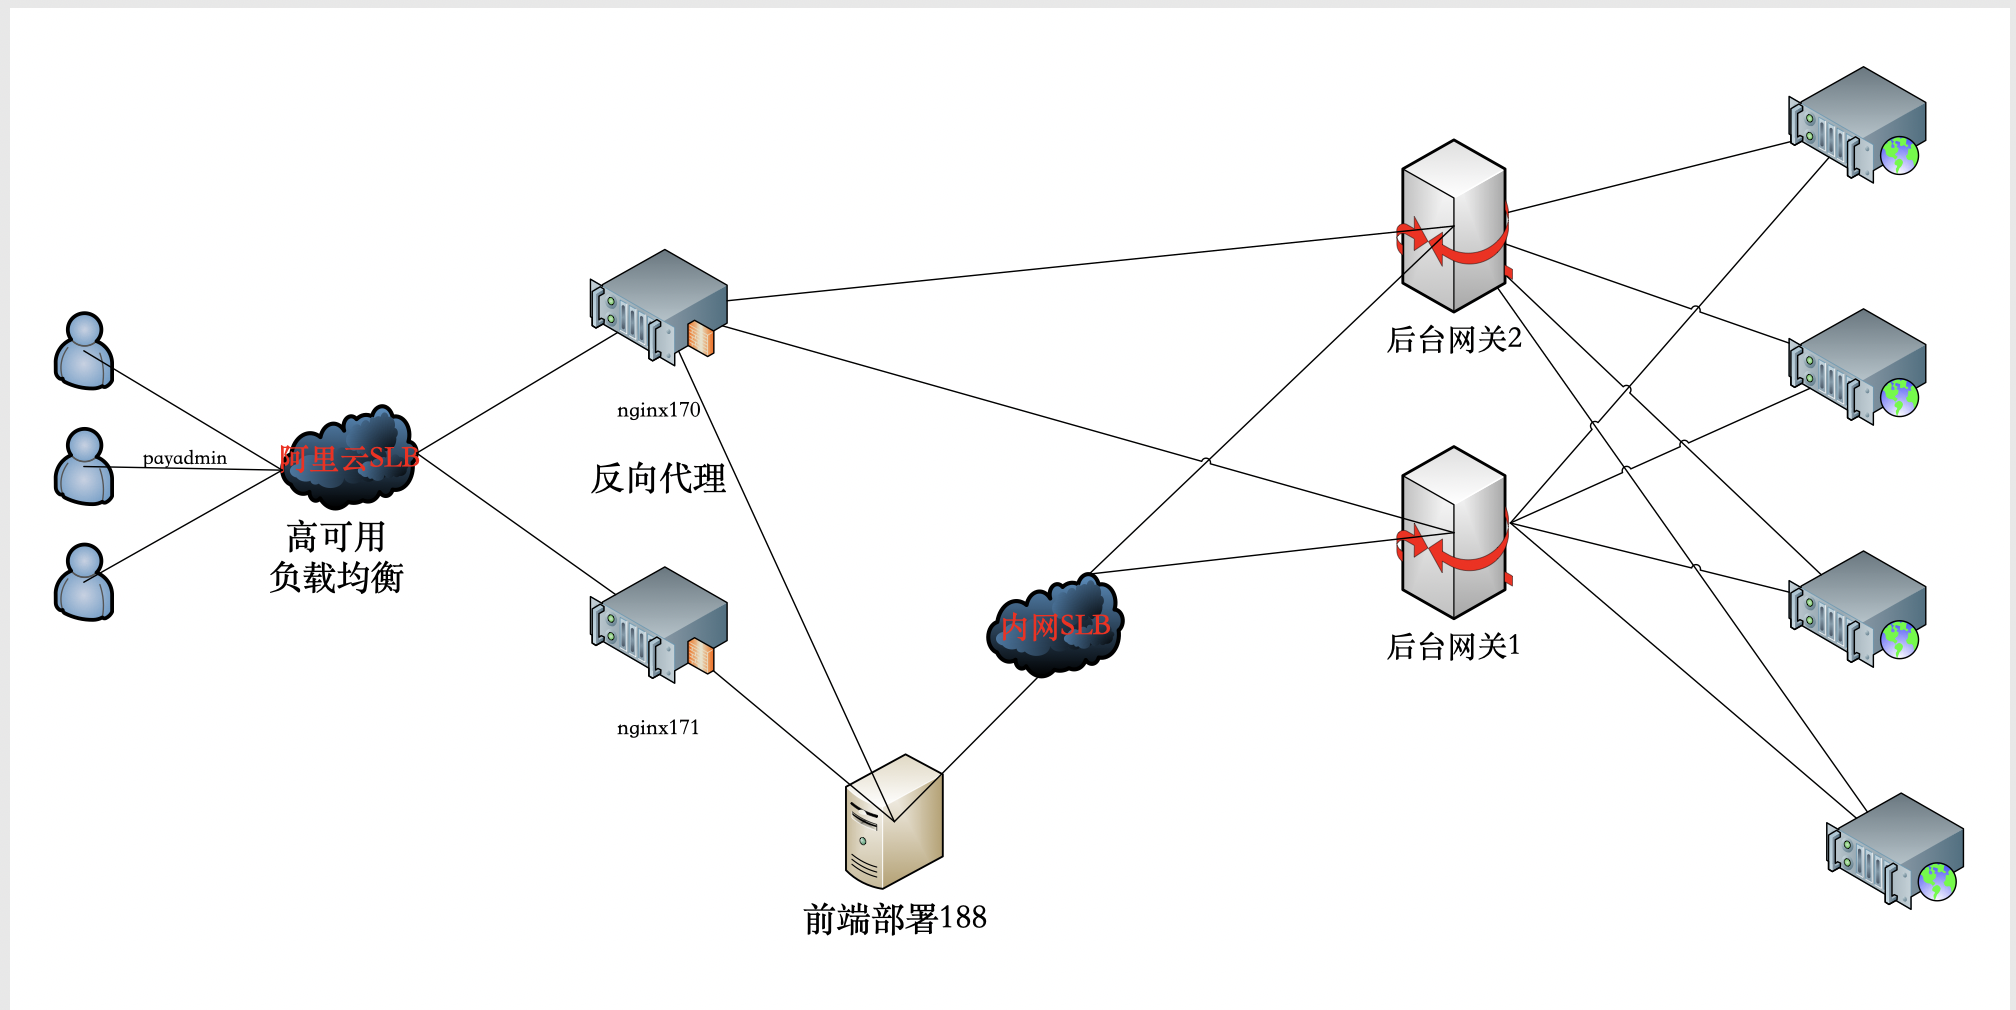 payadmin
阿里云SLB
高可用
负载均衡
nginx170
反向代理
nginx171
前端部署188
内网SLB
后台网关2
后台网关1